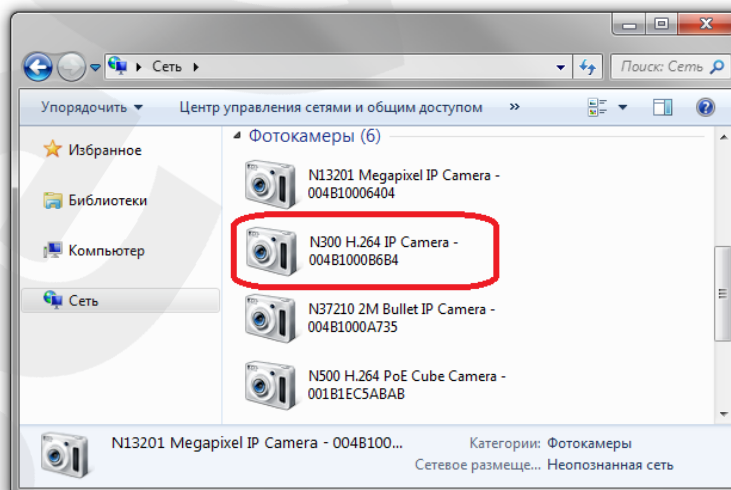 Сеть
Поиск: Сеть
Упорядочить
Центр управления сетями и общим доступом
»
Избранное
Библиотеки
Компьютер
Сеть
Фотокамеры (6)
N13201 Megapixel IP Camera -
004B10006404
N300 H.264 IP Camera -
004B1000B6B4
N37210 2M Bullet IP Camera -
004B1000A735
N500 H.264 PoE Cube Camera -
001B1EC5ABAB
N13201 Megapixel IP Camera - 004B100...
Категории: Фотокамеры
Сетевое размеще... Неопознанная сеть